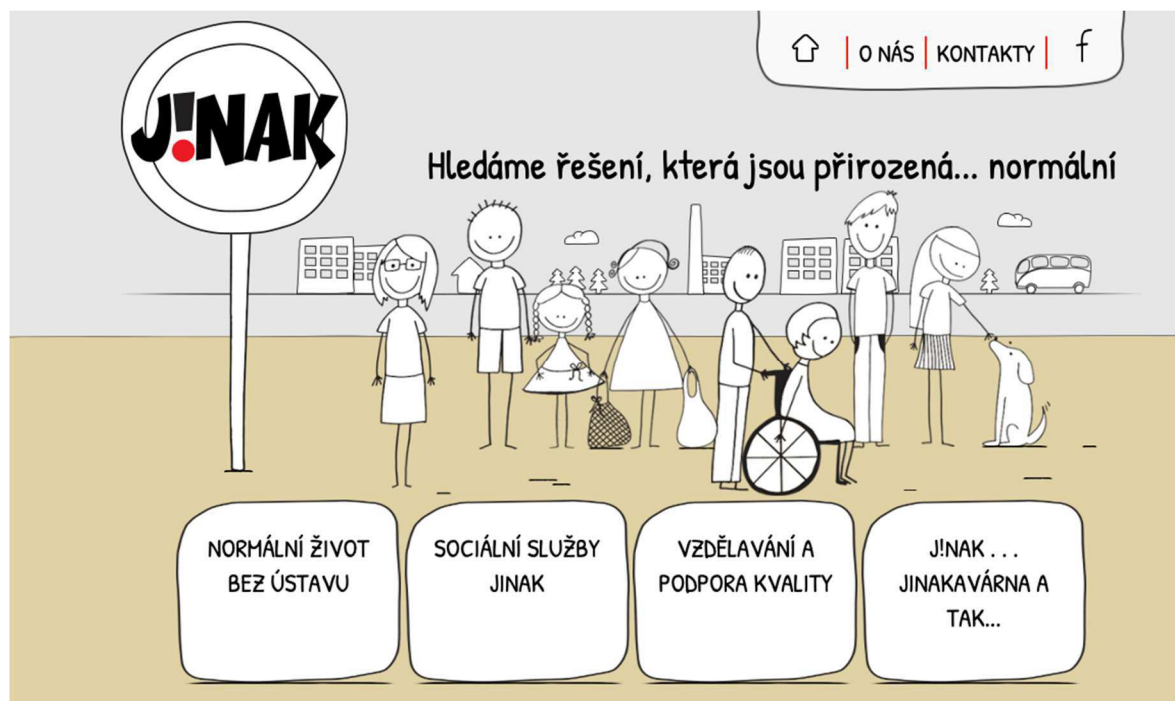 J!NAK
O NÁS
KONTAKTY
f
Hledáme řešení, která jsou přirozená... normální
NORMÁLNÍ ŽIVOT
BEZ ÚSTAVU
SOCIÁLNÍ SLUŽBY
JINAK
VZDĚLAVÁNÍ A
PODPORA KVALITY
J!NAK . . .
JINAKAVÁRNA A
TAK...